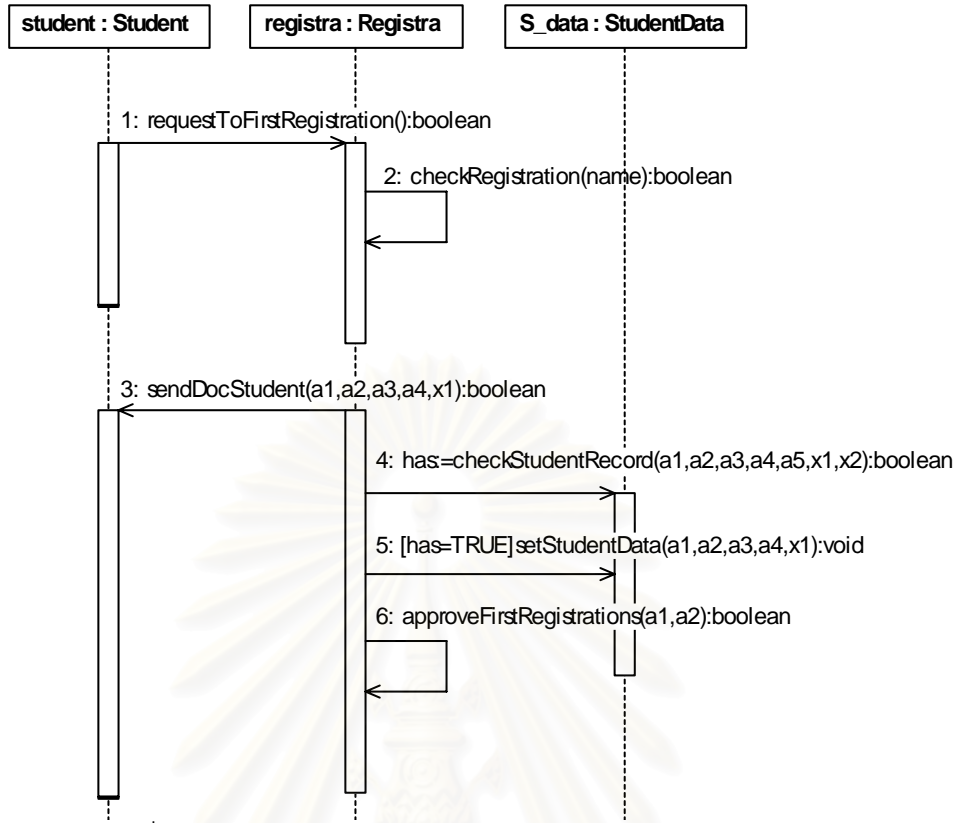 student : Student
registra : Registra
S_data : StudentData
1: requestToFirstRegistration():boolean
2: checkRegistration(name):boolean
3: sendDocStudent(a1,a2,a3,a4,x1):boolean
4: has:=checkStudentRecord(a1,a2,a3,a4,a5,x1,x2):boolean
5: [has=TRUE]setStudentData(a1,a2,a3,a4,x1):void
6: approveFirstRegistrations(a1,a2):boolean